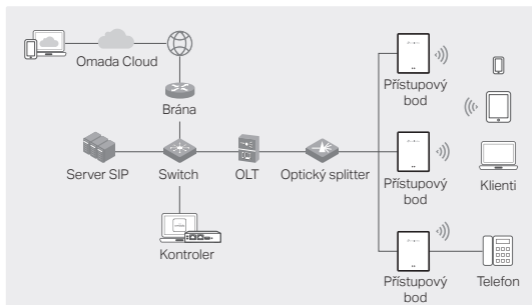 Omada Cloud
Brána
Server SIP
Switch
OLT
Optický splitter
Kontroler
Přístupový
bod
Přístupový
bod
Přístupový
bod
Klienti
Telefon